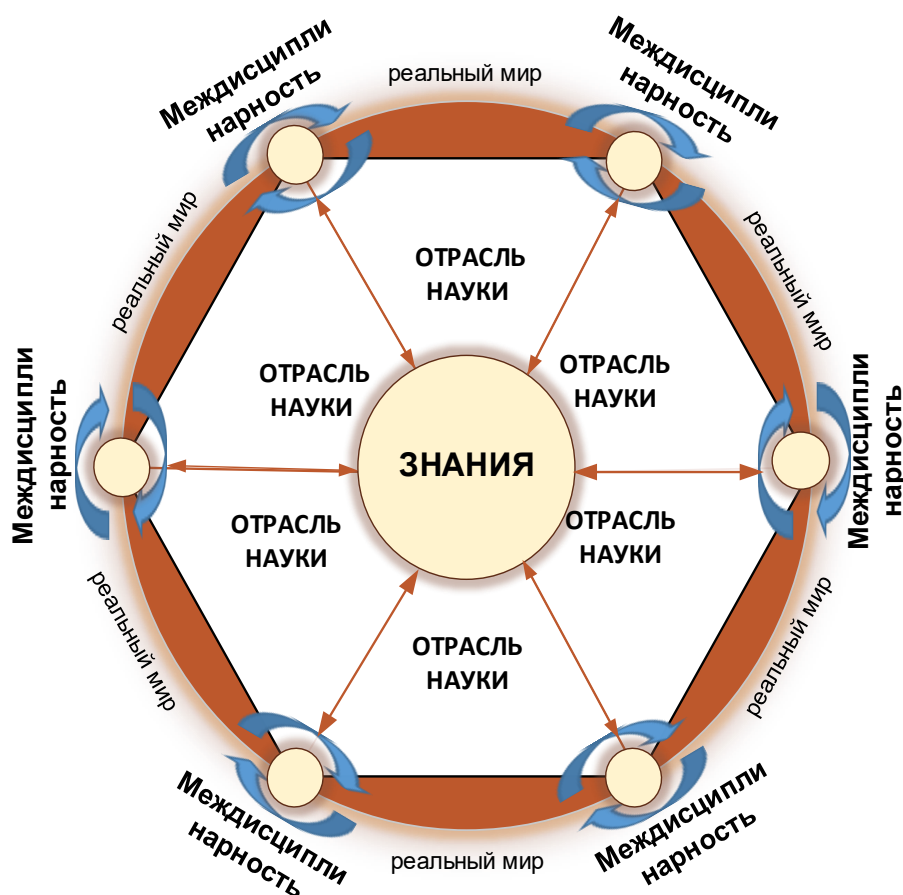 Междисципли
нарность
реальный мир
Междисципли
нарность
реальный мир
реальный мир
ОТРАСЛЬ
НАУКИ
ОТРАСЛЬ
НАУКИ
ОТРАСЛЬ
НАУКИ
Междисципли
нарность
ЗНАНИЯ
Междисципли
нарность
ОТРАСЛЬ
НАУКИ
ОТРАСЛЬ
НАУКИ
реальный мир
реальный мир
ОТРАСЛЬ
НАУКИ
Междисципли
нарность
реальный мир
Междисципли
нарность